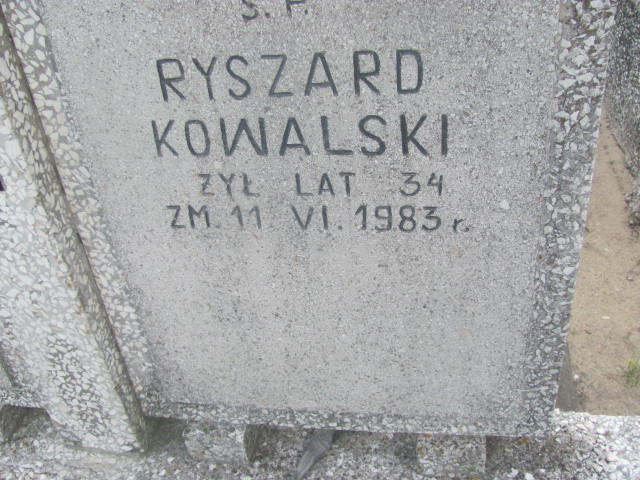 Ś. P.
RYSZARD
KOWALSKI
ŻYŁ LAT 34
ZM. 11 VI. 1983 r.